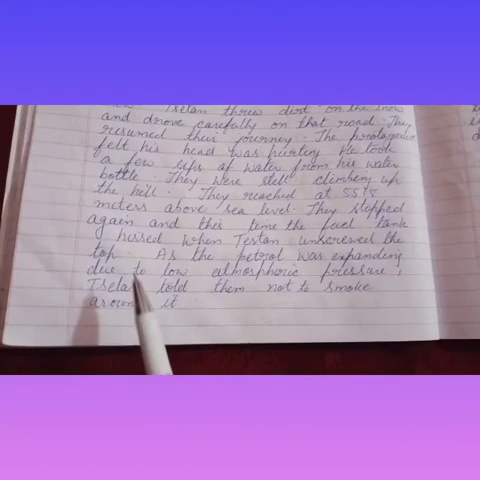 Tselan threw dirt on the snow
and drove carefully on that road. They
resumed their journey. The protagonist
felt his head was hurting he took
a few sips of water from his water
bottle. They were still climbing up
the hill. They reached at 5515
meters above sea level. They stopped
again and this time the fuel tank
hissed when Testan unscrewed the
top. As the petrol was expanding
due to low atmospheric pressure,
Tselan told them not to smoke
around it